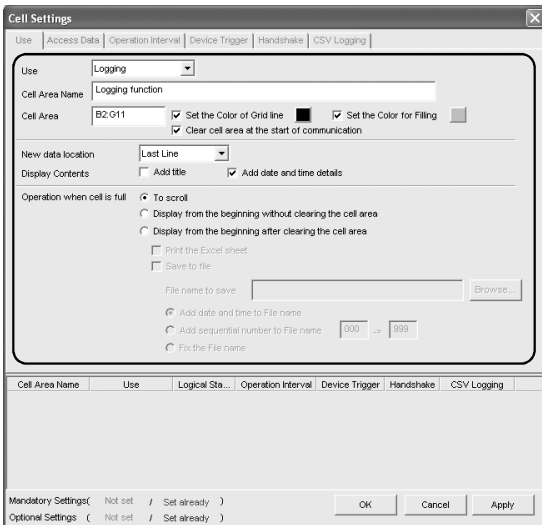 Cell Settings
Use Access Data Operation Interval Device Trigger Handshake CSV Logging
Use Logging
Cell Area Name Logging function
Cell Area B2:G11 Set the Color of Grid line Set the Color for Filling
Clear cell area at the start of communication
New data location Last Line
Display Contents Add title Add date and time details
Operation when cell is full To scroll
Display from the beginning without clearing the cell area
Display from the beginning after clearing the cell area
Print the Excel sheet
Save to file
File name to save Browse...
Add date and time to File name
Add sequential number to File name 000 -> 999
Fix the File name
Cell Area Name Use Logical Sta... Operation Interval Device Trigger Handshake CSV Logging
Mandatory Settings( Not set / Set already )
Optional Settings ( Not set / Set already )
OK Cancel Apply